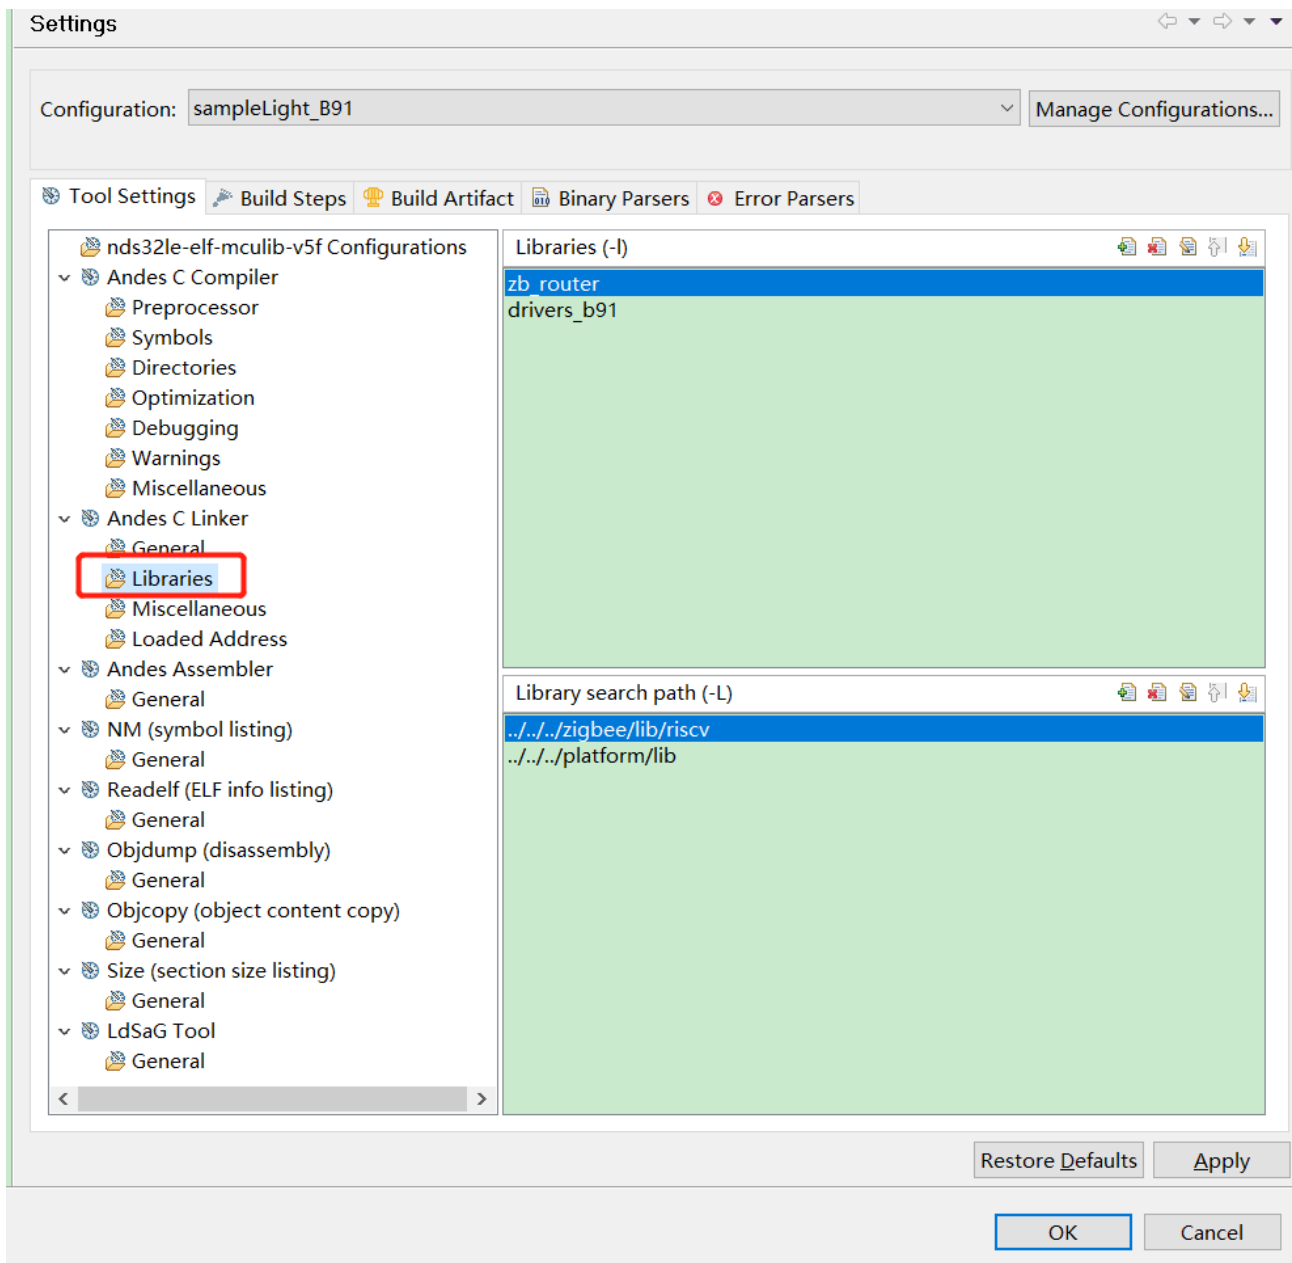 Settings
Configuration: sampleLight_B91 Manage Configurations...
Tool Settings Build Steps Build Artifact Binary Parsers Error Parsers
nds32le-elf-mculib-v5f Configurations
Andes C Compiler
Preprocessor
Symbols
Directories
Optimization
Debugging
Warnings
Miscellaneous
Andes C Linker
General
Libraries
Miscellaneous
Loaded Address
Andes Assembler
General
NM (symbol listing)
General
Readelf (ELF info listing)
General
Objdump (disassembly)
General
Objcopy (object content copy)
General
Size (section size listing)
General
LdSaG Tool
General
Libraries (-l)
zb_router
drivers_b91
Library search path (-L)
../../../zigbee/lib/riscv
../../../platform/lib
Restore Defaults Apply
OK Cancel